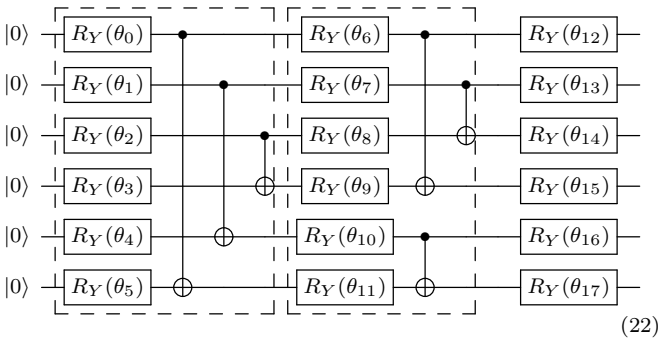 |0⟩ R_Y(θ_0) R_Y(θ_6) R_Y(θ_12)
|0⟩ R_Y(θ_1) R_Y(θ_7) R_Y(θ_13)
|0⟩ R_Y(θ_2) R_Y(θ_8) R_Y(θ_14)
|0⟩ R_Y(θ_3) R_Y(θ_9) R_Y(θ_15)
|0⟩ R_Y(θ_4) R_Y(θ_10) R_Y(θ_16)
|0⟩ R_Y(θ_5) R_Y(θ_11) R_Y(θ_17)
(22)